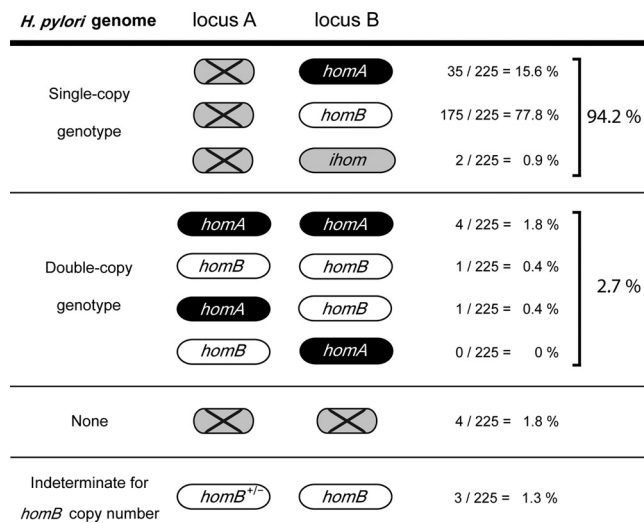 H. pylori genome locus A locus B
Single-copy genotype
homA 35 / 225 = 15.6 %
homB 175 / 225 = 77.8 %
ihom 2 / 225 = 0.9 %
94.2 %
Double-copy genotype
homA homA 4 / 225 = 1.8 %
homB homB 1 / 225 = 0.4 %
homA homB 1 / 225 = 0.4 %
homB homA 0 / 225 = 0 %
2.7 %
None 4 / 225 = 1.8 %
Indeterminate for
homB copy number
homB+/− homB 3 / 225 = 1.3 %